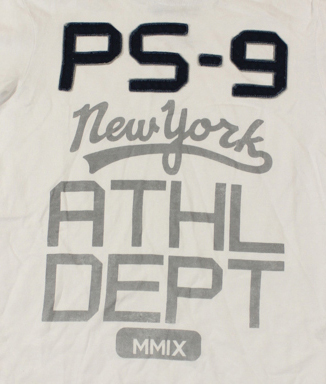 PS-9
New York
ATHL
DEPT
MMIX